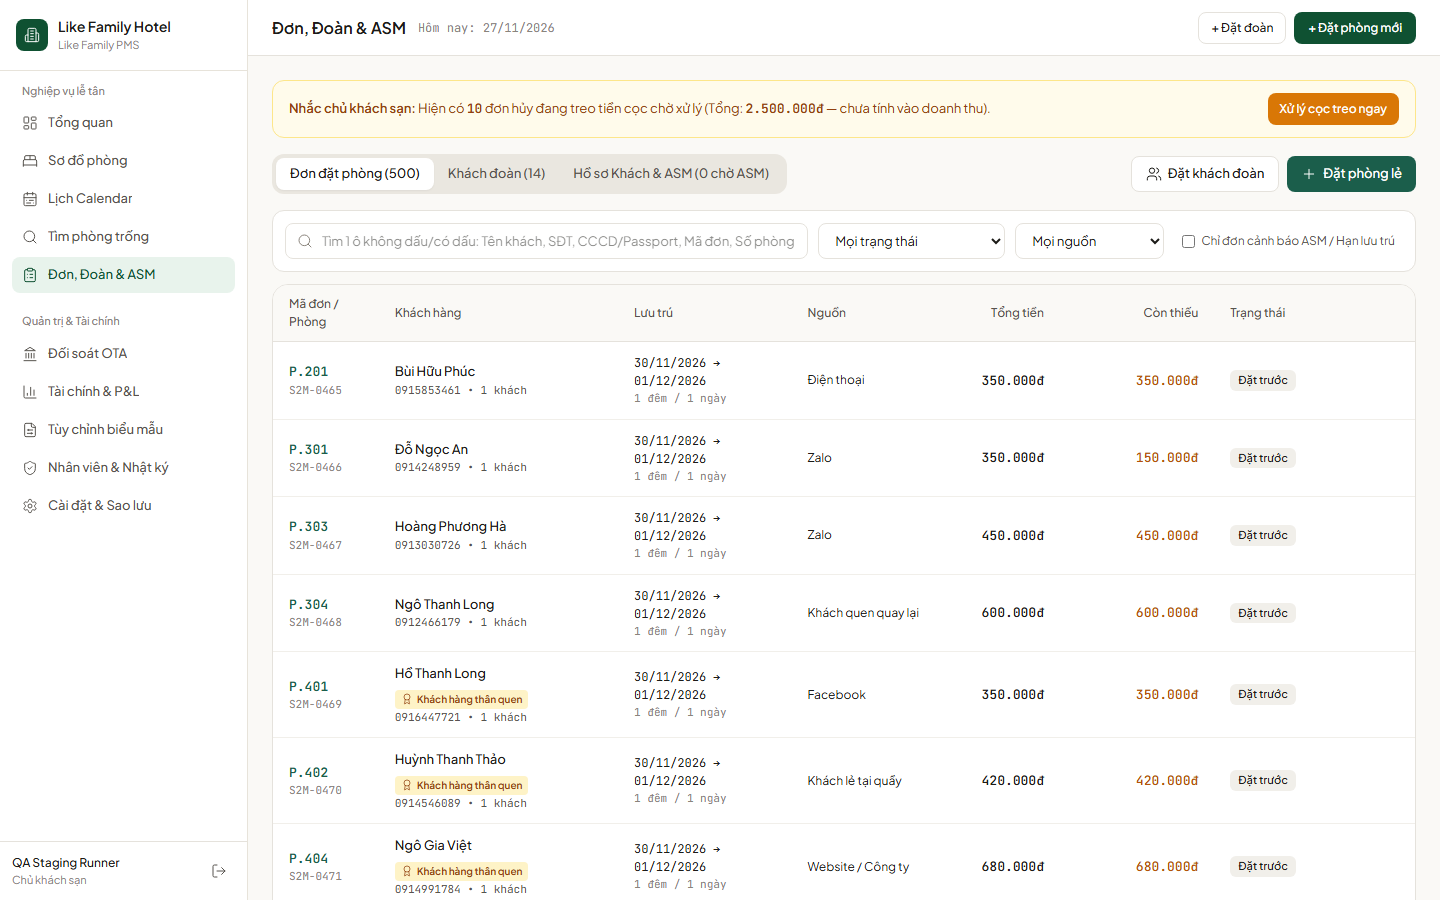 Like Family Hotel
Like Family PMS
Nghiệp vụ lễ tân
Tổng quan
Sơ đồ phòng
Lịch Calendar
Tìm phòng trống
Đơn, Đoàn & ASM
Quản trị & Tài chính
Đối soát OTA
Tài chính & P&L
Tùy chỉnh biểu mẫu
Nhân viên & Nhật ký
Cài đặt & Sao lưu
QA Staging Runner
Chủ khách sạn
Đơn, Đoàn & ASM Hôm nay: 27/11/2026
+ Đặt đoàn
+ Đặt phòng mới
Nhắc chủ khách sạn: Hiện có 10 đơn hủy đang treo tiền cọc chờ xử lý (Tổng: 2.500.000đ — chưa tính vào doanh thu).
Xử lý cọc treo ngay
Đơn đặt phòng (500) Khách đoàn (14) Hồ sơ Khách & ASM (0 chờ ASM)
Đặt khách đoàn
Đặt phòng lẻ
Tìm 1 ô không dấu/có dấu: Tên khách, SĐT, CCCD/Passport, Mã đơn, Số phòng
Mọi trạng thái
Mọi nguồn
Chỉ đơn cảnh báo ASM / Hạn lưu trú
Mã đơn / Phòng
Khách hàng
Lưu trú
Nguồn
Tổng tiền
Còn thiếu
Trạng thái
P.201
S2M-0465
Bùi Hữu Phúc
0915853461 • 1 khách
30/11/2026 →
01/12/2026
1 đêm / 1 ngày
Điện thoại
350.000đ
350.000đ
Đặt trước
P.301
S2M-0466
Đỗ Ngọc An
0914248959 • 1 khách
30/11/2026 →
01/12/2026
1 đêm / 1 ngày
Zalo
350.000đ
150.000đ
Đặt trước
P.303
S2M-0467
Hoàng Phương Hà
0913030726 • 1 khách
30/11/2026 →
01/12/2026
1 đêm / 1 ngày
Zalo
450.000đ
450.000đ
Đặt trước
P.304
S2M-0468
Ngô Thanh Long
0912466179 • 1 khách
30/11/2026 →
01/12/2026
1 đêm / 1 ngày
Khách quen quay lại
600.000đ
600.000đ
Đặt trước
P.401
S2M-0469
Hồ Thanh Long
Khách hàng thân quen
0916447721 • 1 khách
30/11/2026 →
01/12/2026
1 đêm / 1 ngày
Facebook
350.000đ
350.000đ
Đặt trước
P.402
S2M-0470
Huỳnh Thanh Thảo
Khách hàng thân quen
0914546089 • 1 khách
30/11/2026 →
01/12/2026
1 đêm / 1 ngày
Khách lẻ tại quầy
420.000đ
420.000đ
Đặt trước
P.404
S2M-0471
Ngô Gia Việt
Khách hàng thân quen
0914991784 • 1 khách
30/11/2026 →
01/12/2026
1 đêm / 1 ngày
Website / Công ty
680.000đ
680.000đ
Đặt trước